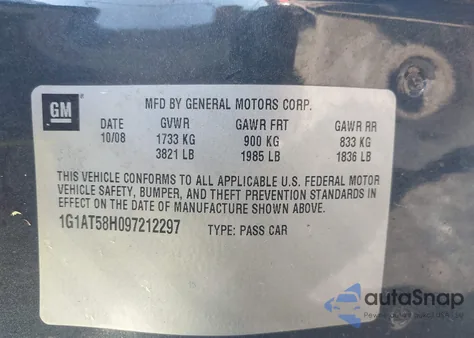 GM
MFD BY GENERAL MOTORS CORP.
DATE GVWR GAWR FRT GAWR RR
10/08 1733 KG 900 KG 833 KG
3821 LB 1985 LB 1836 LB
THIS VEHICLE CONFORMS TO ALL APPLICABLE U.S. FEDERAL MOTOR
VEHICLE SAFETY, BUMPER, AND THEFT PREVENTION STANDARDS IN
EFFECT ON THE DATE OF MANUFACTURE SHOWN ABOVE.
1G1AT58H097212297 TYPE: PASS CAR
autoSnap